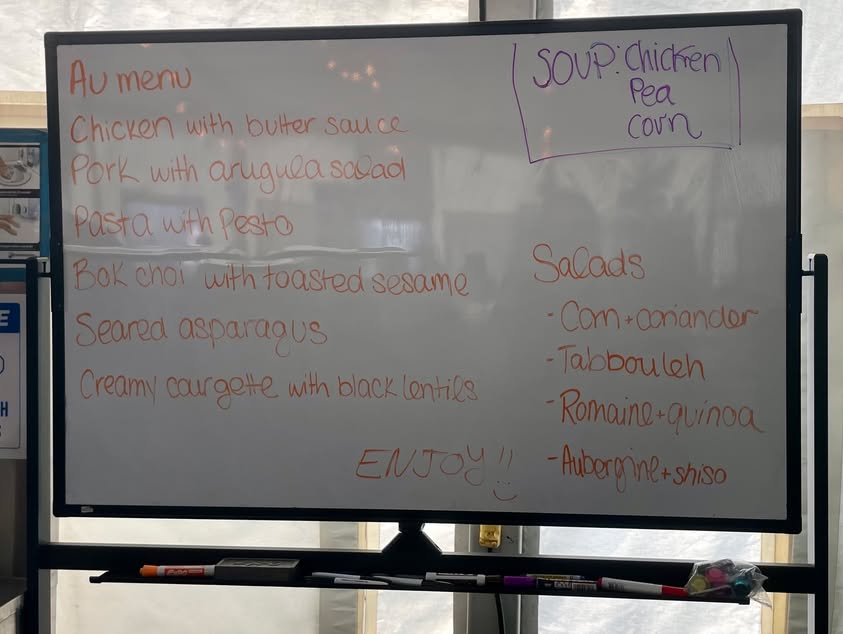 Au menu
Chicken with butter sauce
Pork with arugula salad
Pasta with Pesto
Bok choi with toasted sesame
Seared asparagus
Creamy courgette with black lentils
ENJOY!!
SOUP: Chicken
Pea
corn
Salads
- Corn + coriander
- Tabbouleh
- Romaine + quinoa
- Aubergine + shiso
E
H